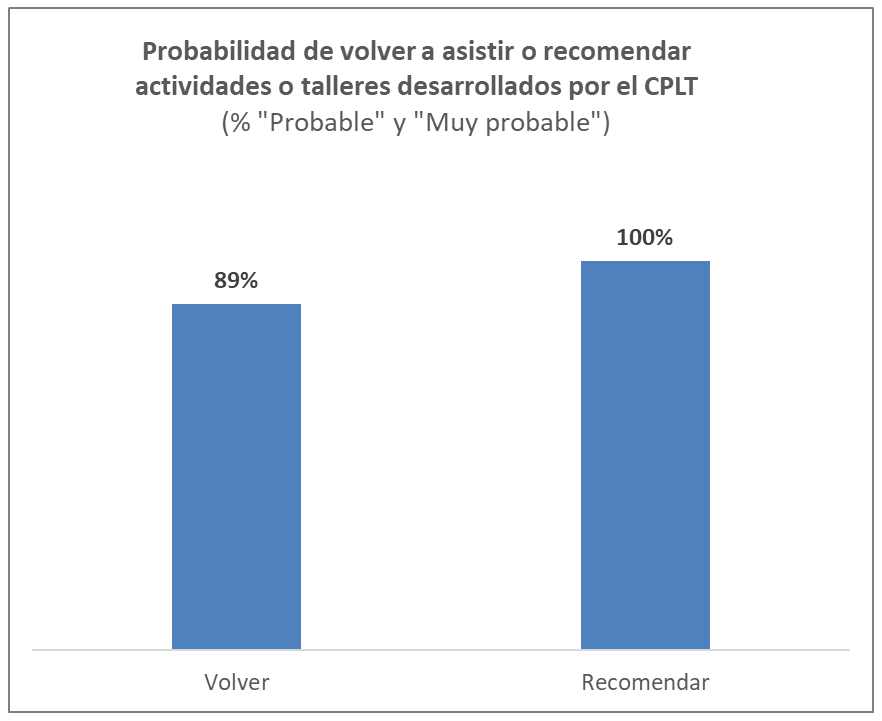 Probabilidad de volver a asistir o recomendar
actividades o talleres desarrollados por el CPLT
(% "Probable" y "Muy probable")
100%
89%
Volver
Recomendar